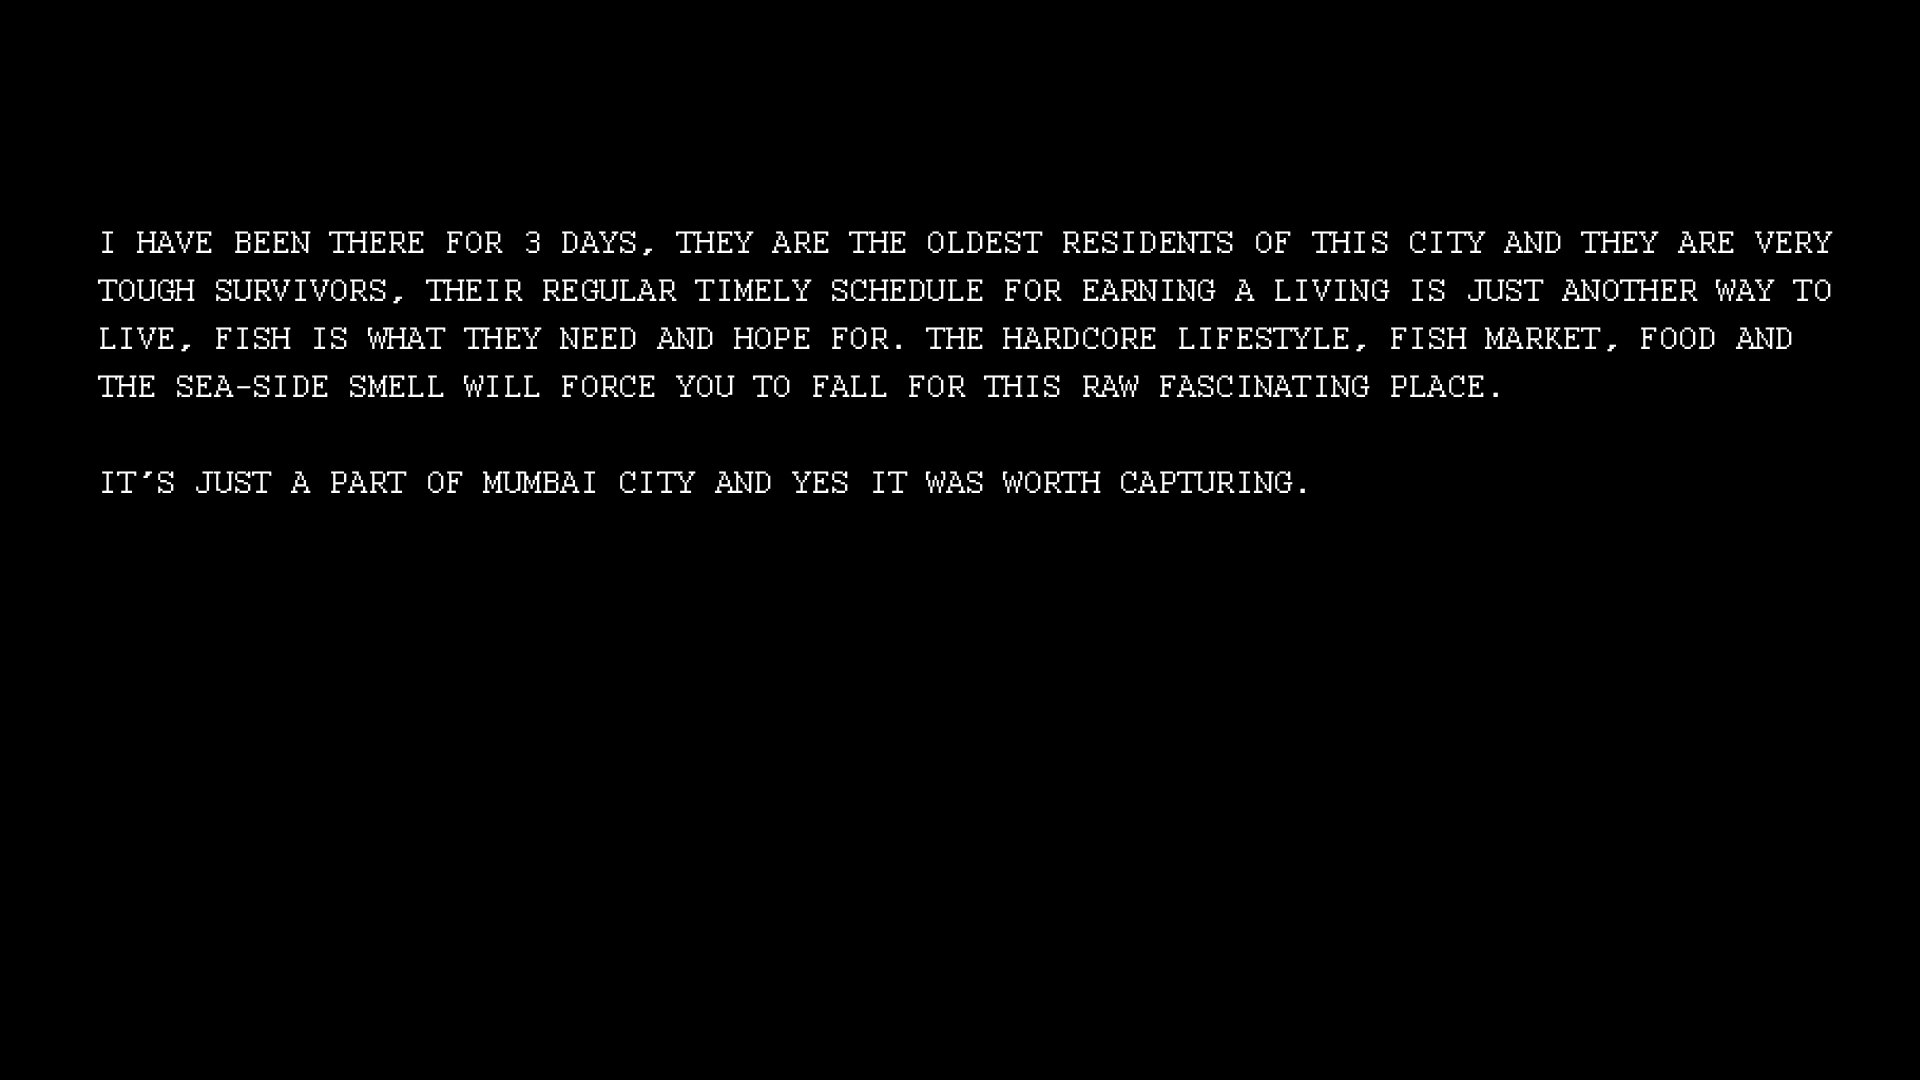 I HAVE BEEN THERE FOR 3 DAYS, THEY ARE THE OLDEST RESIDENTS OF THIS CITY AND THEY ARE VERY
TOUGH SURVIVORS, THEIR REGULAR TIMELY SCHEDULE FOR EARNING A LIVING IS JUST ANOTHER WAY TO
LIVE, FISH IS WHAT THEY NEED AND HOPE FOR. THE HARDCORE LIFESTYLE, FISH MARKET, FOOD AND
THE SEA-SIDE SMELL WILL FORCE YOU TO FALL FOR THIS RAW FASCINATING PLACE.
IT'S JUST A PART OF MUMBAI CITY AND YES IT WAS WORTH CAPTURING.